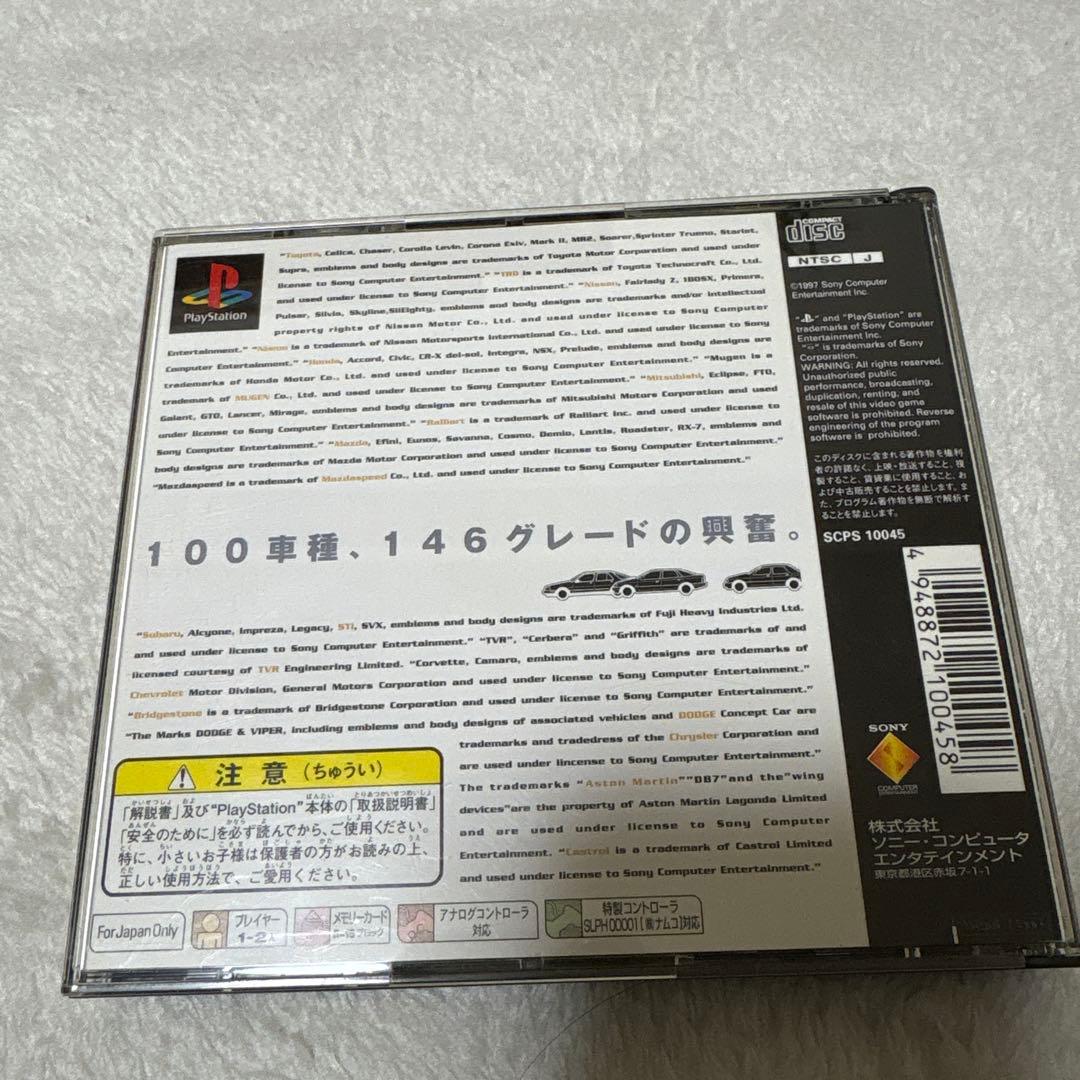 PlayStation
"Toyota, Celica, Chaser, Corolla Levin, Corona Exiv, Mark II, MR2, Soarer,Sprinter Trueno, Starlet,
Supra, emblems and body designs are trademarks of Toyota Motor Corporation and used under
license to Sony Computer Entertainment." "TRD is a trademark of Toyota Technocraft Co., Ltd.
and used under license to Sony Computer Entertainment." "Nissan, Fairlady Z, 180SX, Primera,
Pulsar, Silvia, Skyline,SilEighty, emblems and body designs are trademarks and/or intellectual
property rights of Nissan Motor Co., Ltd. and used under license to Sony Computer
Entertainment." "Nismo is a trademark of Nissan Motorsports International Co., Ltd. and used under license to Sony
Computer Entertainment." "Honda, Accord, Civic, CR-X del-sol, Integra, NSX, Prelude, emblems and body designs are
trademarks of Honda Motor Co., Ltd. and used under license to Sony Computer Entertainment." "Mugen is a
trademark of MUGEN Co., Ltd. and used under license to Sony Computer Entertainment." "Mitsubishi, Eclipse, FTO,
Galant, GTO, Lancer, Mirage, emblems and body designs are trademarks of Mitsubishi Motors Corporation and used
under license to Sony Computer Entertainment." "Ralliart is a trademark of Ralliart Inc. and used under license to
Sony Computer Entertainment." "Mazda, Efini, Eunos, Savanna, Cosmo, Demio, Lantis, Roadster, RX-7, emblems and
body designs are trademarks of Mazda Motor Corporation and used under license to Sony Computer Entertainment."
"Mazdaspeed is a trademark of Mazdaspeed Co., Ltd. and used under license to Sony Computer Entertainment."
100車種、146グレードの興奮。
"Subaru, Alcyone, impreza, Legacy, STi, SVX, emblems and body designs are trademarks of Fuji Heavy Industries Ltd.
and used under license to Sony Computer Entertainment." "TVR", "Cerbera" and "Griffith" are trademarks of and
licensed courtesy of TVR Engineering Limited. "Corvette, Camaro, emblems and body designs are trademarks of
Chevrolet Motor Division, General Motors Corporation and used under license to Sony Computer Entertainment."
"Bridgestone is a trademark of Bridgestone Corporation and used under license to Sony Computer Entertainment."
"The Marks DODGE & VIPER, including emblems and body designs of associated vehicles and DODGE Concept Car are
trademarks and tradedress of the Chrysler Corporation and
are used under lincense to Sony Computer Entertainment."
The trademarks "Aston Martin""DB7"and the"wing
devices"are the property of Aston Martin Lagonda Limited
and are used under license to Sony Computer
Entertainment. "Castrol is a trademark of Castrol Limited
and used under license to Sony Computer Entertainment."
注意(ちゅうい)
「解説書」及び"PlayStation"本体の「取扱説明書」
「安全のために」を必ず読んでから、ご使用ください。
特に、小さいお子様は保護者の方がお読みの上、
正しい使用方法で、ご愛用ください。
For Japan Only
プレイヤー
1-2人
メモリーカード
ブロック
アナログコントローラ
対応
特製コントローラ
SLPH 00001[㈱ナムコ]対応
COMPACT
disc
NTSC J
©1997 Sony Computer
Entertainment Inc.
" " and "PlayStation" are
trademarks of Sony Computer
Entertainment Inc.
" " is trademark of Sony
Corporation.
WARNING: All rights reserved.
Unauthorized public
performance, broadcasting,
duplication, renting, and
resale of this video game
software is prohibited. Reverse
engineering of the program
software is prohibited.
このディスクに含まれる著作物を権利
者の許諾なく、上映・放送すること、複
製すること、賃貸業に使用すること、お
よび中古販売することを禁止します。ま
た、プログラム著作物を無断で解析す
ることを禁止します。
SCPS 10045
4 948872 100458
SONY
COMPUTER
ENTERTAINMENT
株式会社
ソニー・コンピュータ
エンタテインメント
東京都港区赤坂7-1-1